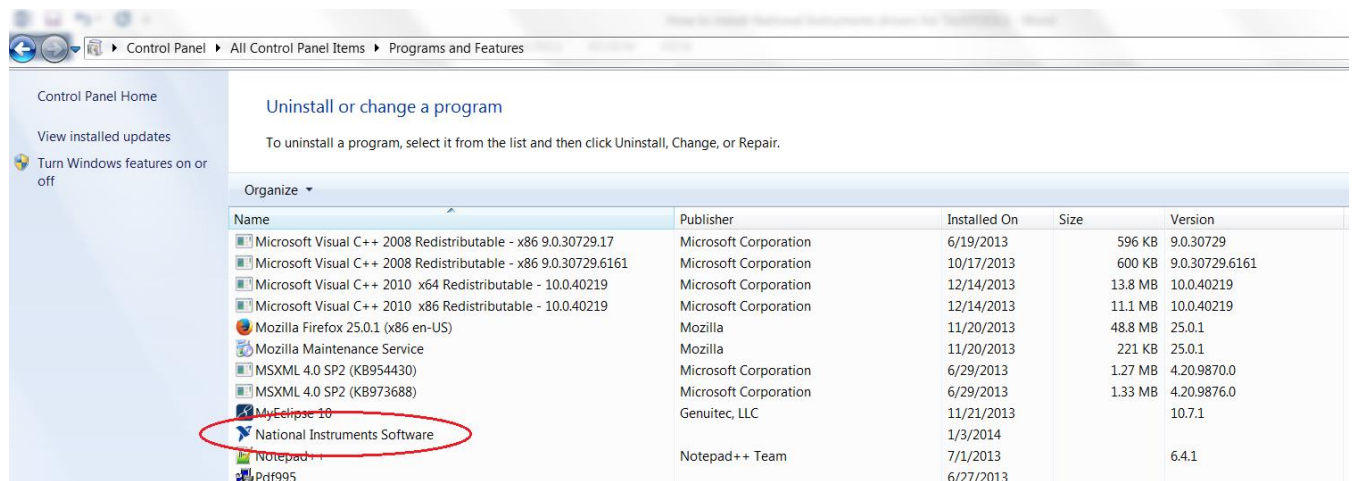 How to install National Instruments drivers for
Word
Control Panel All Control Panel Items Programs and Features
VIEW
Control Panel Home
View installed updates
Turn Windows features on or
off
Uninstall or change a program
To uninstall a program, select it from the list and then click Uninstall, Change, or Repair.
Organize
Name Publisher Installed On Size Version
Microsoft Visual C++ 2008 Redistributable - x86 9.0.30729.17 Microsoft Corporation 6/19/2013 596 KB 9.0.30729
Microsoft Visual C++ 2008 Redistributable - x86 9.0.30729.6161 Microsoft Corporation 10/17/2013 600 KB 9.0.30729.6161
Microsoft Visual C++ 2010 x64 Redistributable - 10.0.40219 Microsoft Corporation 12/14/2013 13.8 MB 10.0.40219
Microsoft Visual C++ 2010 x86 Redistributable - 10.0.40219 Microsoft Corporation 12/14/2013 11.1 MB 10.0.40219
Mozilla Firefox 25.0.1 (x86 en-US) Mozilla 11/20/2013 48.8 MB 25.0.1
Mozilla Maintenance Service Mozilla 11/20/2013 221 KB 25.0.1
MSXML 4.0 SP2 (KB954430) Microsoft Corporation 6/29/2013 1.27 MB 4.20.9870.0
MSXML 4.0 SP2 (KB973688) Microsoft Corporation 6/29/2013 1.33 MB 4.20.9876.0
MyEclipse 10 Genuitec, LLC 11/21/2013 10.7.1
National Instruments Software 1/3/2014
Notepad++ Notepad++ Team 7/1/2013 6.4.1
Pdf995 6/27/2013